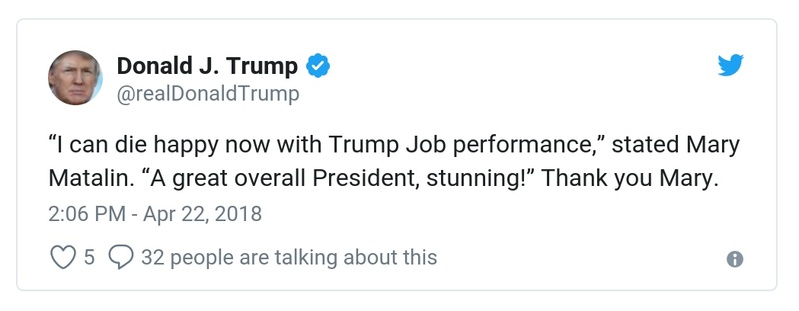 Donald J. Trump
@realDonaldTrump
“I can die happy now with Trump Job performance,” stated Mary
Matalin. “A great overall President, stunning!” Thank you Mary.
2:06 PM - Apr 22, 2018
5 32 people are talking about this